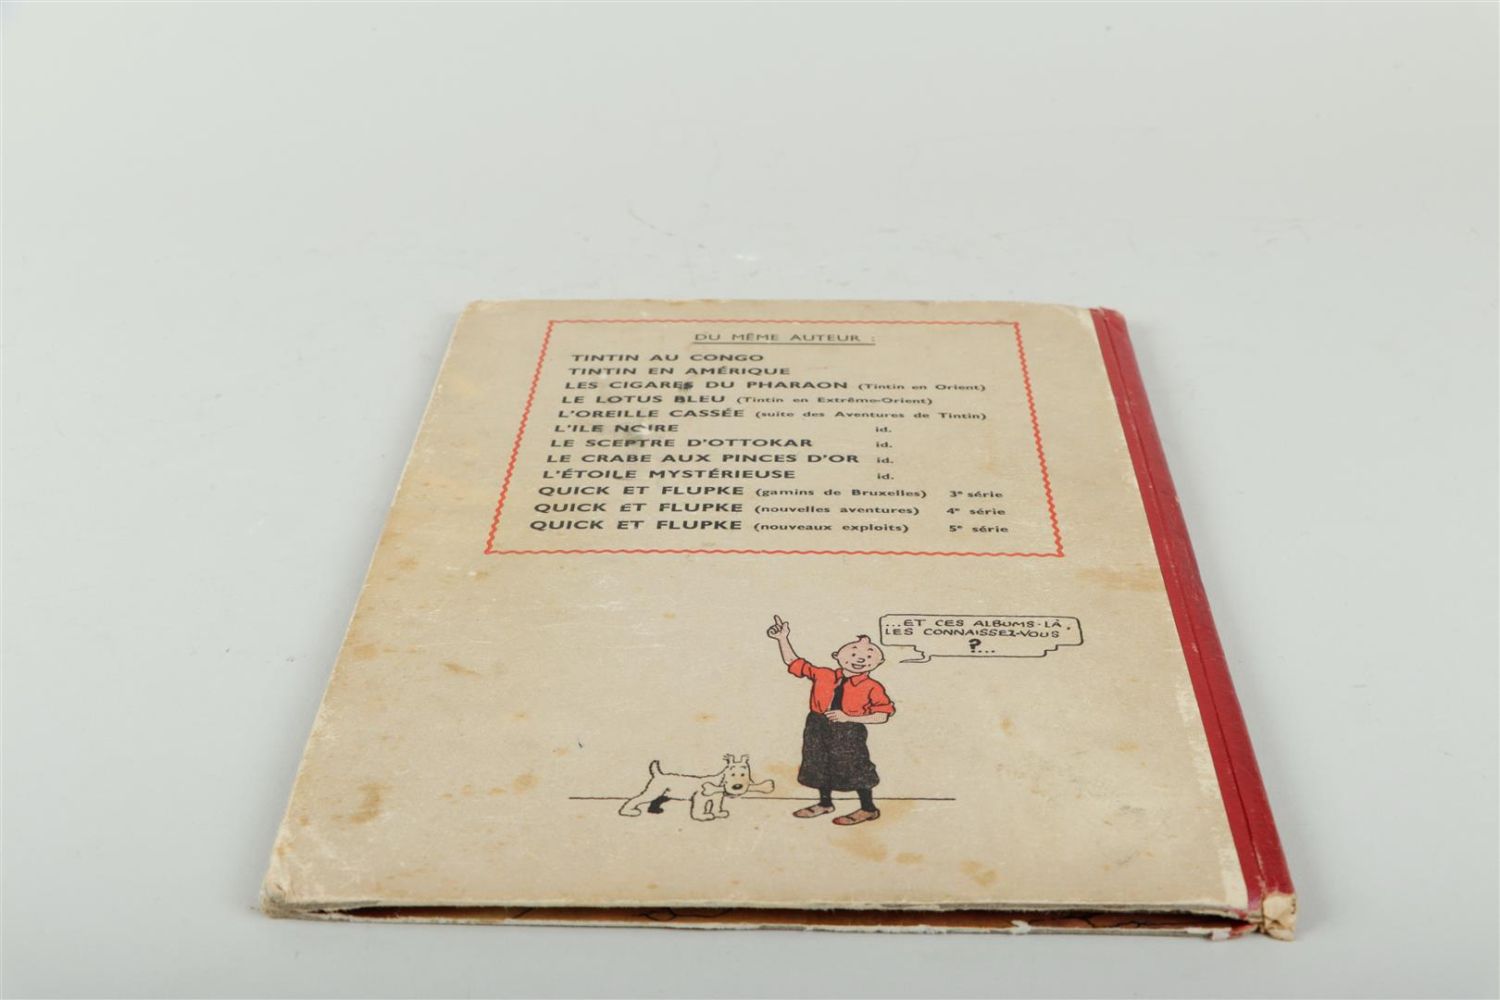 DU MÊME AUTEUR :
TINTIN AU CONGO
TINTIN EN AMÉRIQUE
LES CIGARES DU PHARAON (Tintin en Orient)
LE LOTUS BLEU (Tintin en Extrême-Orient)
L'OREILLE CASSÉE (suite des Aventures de Tintin)
L'ILE NOIRE id.
LE SCEPTRE D'OTTOKAR id.
LE CRABE AUX PINCES D'OR id.
L'ÉTOILE MYSTÉRIEUSE id.
QUICK ET FLUPKE (gamins de Bruxelles) 3e série
QUICK ET FLUPKE (nouvelles aventures) 4e série
QUICK ET FLUPKE (nouveaux exploits) 5e série
...ET CES ALBUMS-LÀ,
LES CONNAISSEZ-VOUS
?...